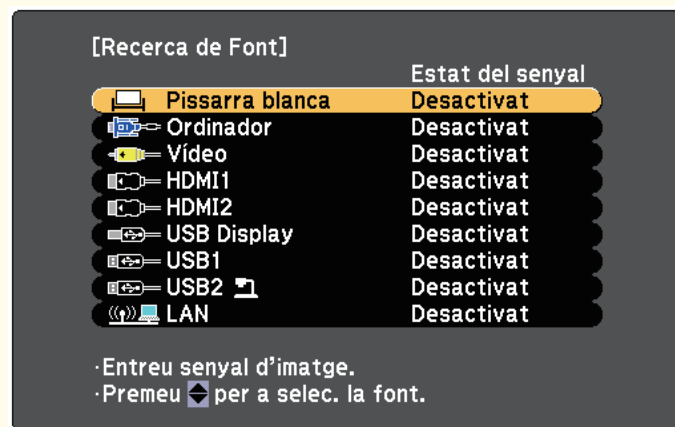 [Recerca de Font]
Estat del senyal
Pissarra blanca Desactivat
Ordinador Desactivat
Vídeo Desactivat
HDMI1 Desactivat
HDMI2 Desactivat
USB Display Desactivat
USB1 Desactivat
USB2 Desactivat
LAN Desactivat
·Entreu senyal d'imatge.
·Premeu per a selec. la font.